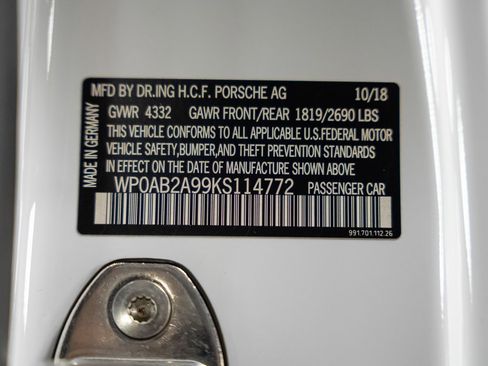 MFD BY DR.ING H.C.F. PORSCHE AG 10/18
GVWR 4332 GAWR FRONT/REAR 1819/2690 LBS
THIS VEHICLE CONFORMS TO ALL APPLICABLE U.S.FEDERAL MOTOR
VEHICLE SAFETY,BUMPER,AND THEFT PREVENTION STANDARDS
IN EFFECT ON THE DATE OF MANUFACTURE SHOWN ABOVE
WP0AB2A99KS114772 PASSENGER CAR
991.701.112.26
MADE IN GERMANY